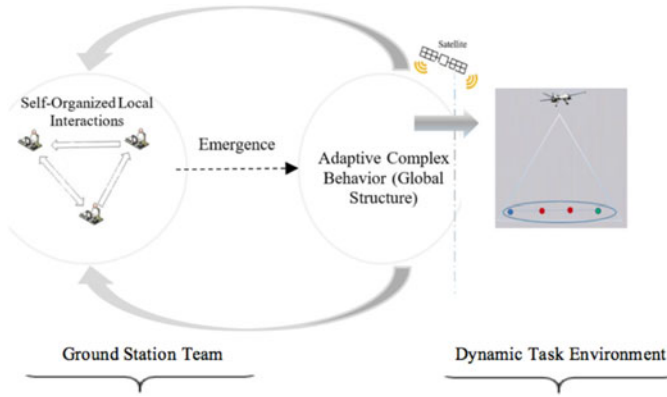 Satellite
Self-Organized Local
Interactions
Emergence
Adaptive Complex
Behavior (Global
Structure)
Ground Station Team
Dynamic Task Environment